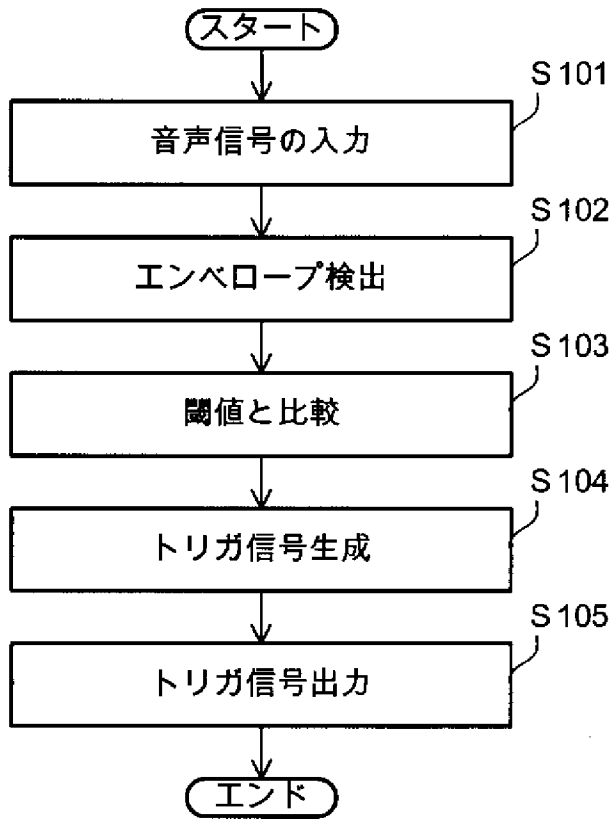 スタート
S101
音声信号の入力
S102
エンベロープ検出
S103
閾値と比較
S104
トリガ信号生成
S105
トリガ信号出力
エンド